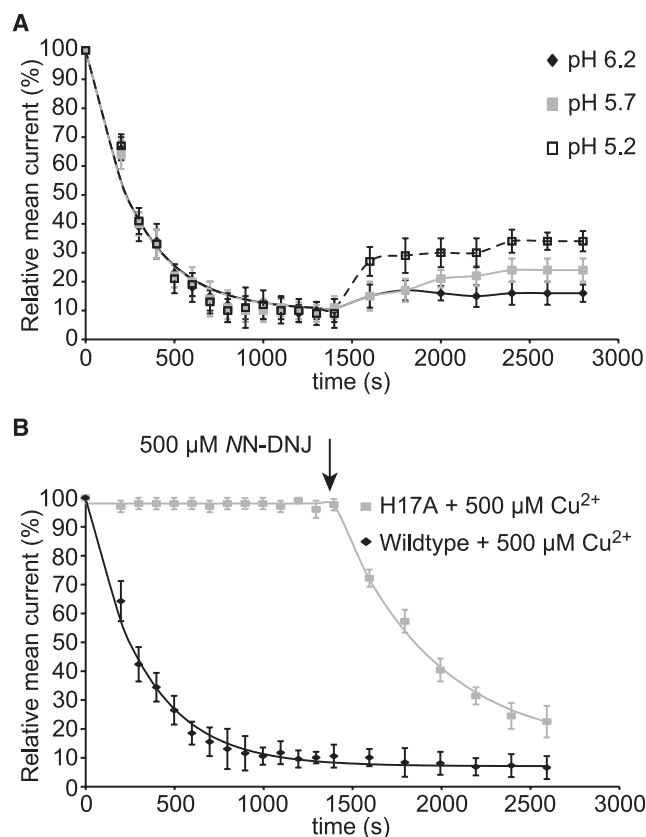 A
Relative mean current (%)
100
90
80
70
60
50
40
30
20
10
0
pH 6.2
pH 5.7
pH 5.2
0 500 1000 1500 2000 2500 3000
time (s)
B
500 µM NN-DNJ
Relative mean current (%)
100
90
80
70
60
50
40
30
20
10
0
H17A + 500 µM Cu²⁺
Wildtype + 500 µM Cu²⁺
0 500 1000 1500 2000 2500 3000
time (s)